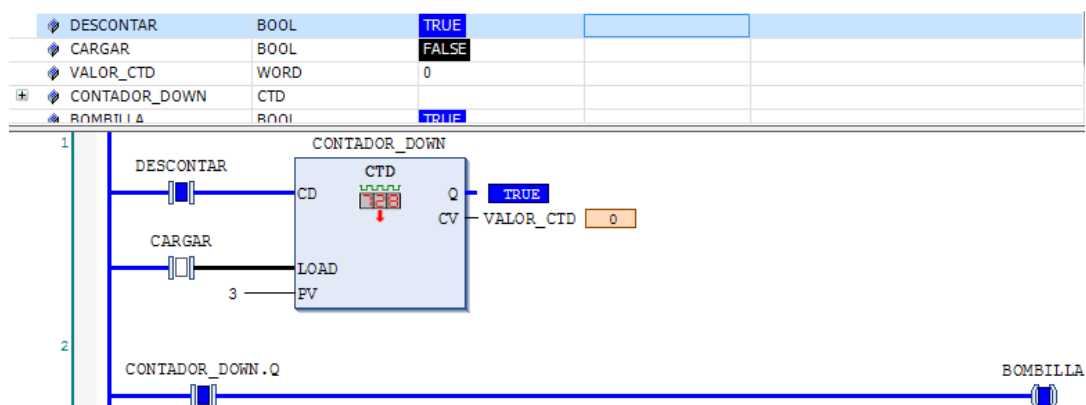 DESCONTAR BOOL TRUE
CARGAR BOOL FALSE
VALOR_CTD WORD 0
CONTADOR_DOWN CTD
BOMBILLA BOOL TRUE
1
CONTADOR_DOWN
DESCONTAR
CTD
728
CD
Q TRUE
CV VALOR_CTD 0
CARGAR
LOAD
3 PV
2
CONTADOR_DOWN.Q
BOMBILLA